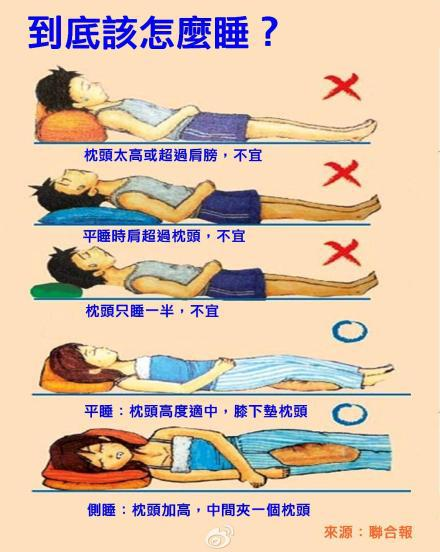 到底該怎麼睡？
枕頭太高或超過肩膀，不宜
平睡時肩超過枕頭，不宜
枕頭只睡一半，不宜
平睡：枕頭高度適中，膝下墊枕頭
側睡：枕頭加高，中間夾一個枕頭
來源：聯合報